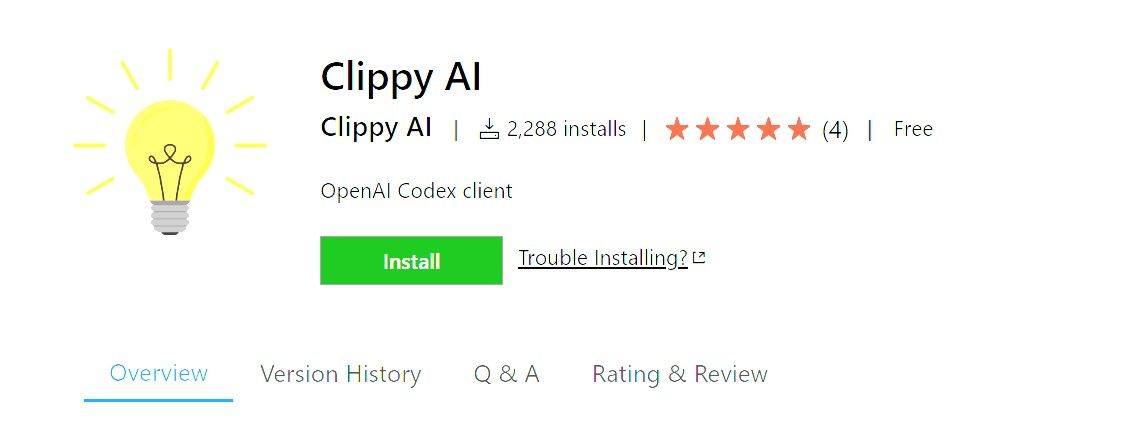 Clippy AI
Clippy AI | 2,288 installs | (4) | Free
OpenAI Codex client
Install Trouble Installing?
Overview Version History Q & A Rating & Review